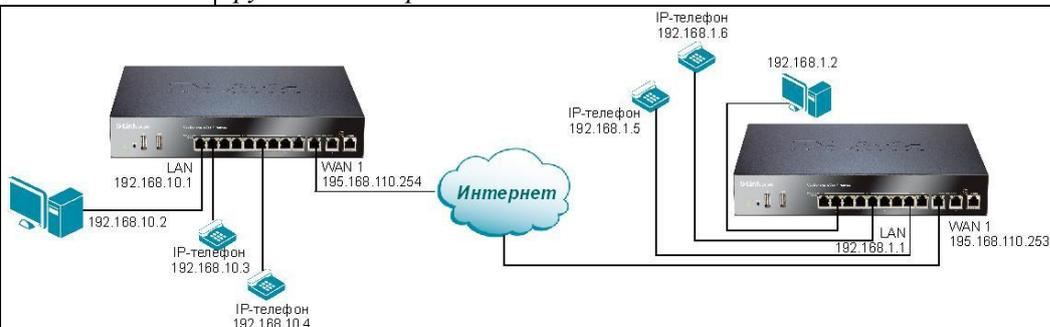 IP-телефон
192.168.1.6
192.168.1.2
IP-телефон
192.168.1.5
LAN
192.168.10.1
WAN 1
195.168.110.254
192.168.10.2
IP-телефон
192.168.10.3
IP-телефон
192.168.10.4
Интернет
LAN
192.168.1.1
WAN 1
195.168.110.253